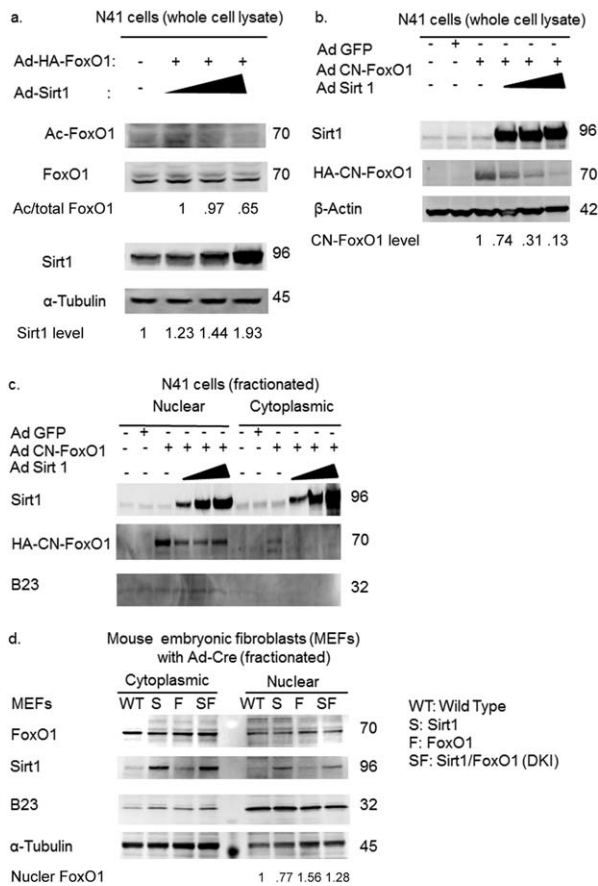 a.
N41 cells (whole cell lysate)
Ad-HA-FoxO1: - + + +
Ad-Sirt1 : -
Ac-FoxO1 70
FoxO1 70
Ac/total FoxO1 1 .97 .65
Sirt1 96
α-Tubulin 45
Sirt1 level 1 1.23 1.44 1.93
b.
N41 cells (whole cell lysate)
Ad GFP - + - - - -
Ad CN-FoxO1 - - + + + +
Ad Sirt 1 - - -
Sirt1 96
HA-CN-FoxO1 70
β-Actin 42
CN-FoxO1 level 1 .74 .31 .13
c.
N41 cells (fractionated)
Nuclear Cytoplasmic
Ad GFP - + - - - - - + - - - -
Ad CN-FoxO1 - - + + + + - - + + + +
Ad Sirt 1 - - - - - -
Sirt1 96
HA-CN-FoxO1 70
B23 32
d.
Mouse embryonic fibroblasts (MEFs)
with Ad-Cre (fractionated)
Cytoplasmic Nuclear
MEFs WT S F SF WT S F SF
FoxO1 70
Sirt1 96
B23 32
α-Tubulin 45
Nucler FoxO1 1 .77 1.56 1.28
WT: Wild Type
S: Sirt1
F: FoxO1
SF: Sirt1/FoxO1 (DKI)